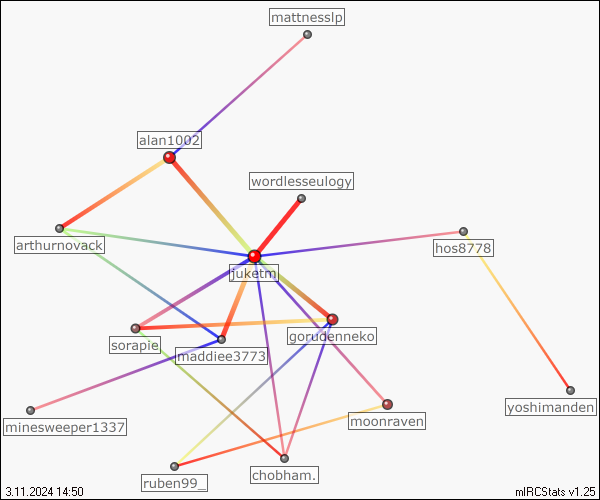 mattnesslp
alan1002
wordlesseulogy
arthurnovack
hos8778
juketm
gorudenneko
sorapie
maddiee3773
yoshimanden
moonraven
minesweeper1337
chobham.
ruben99_
3.11.2024 14:50
mIRCStats v1.25